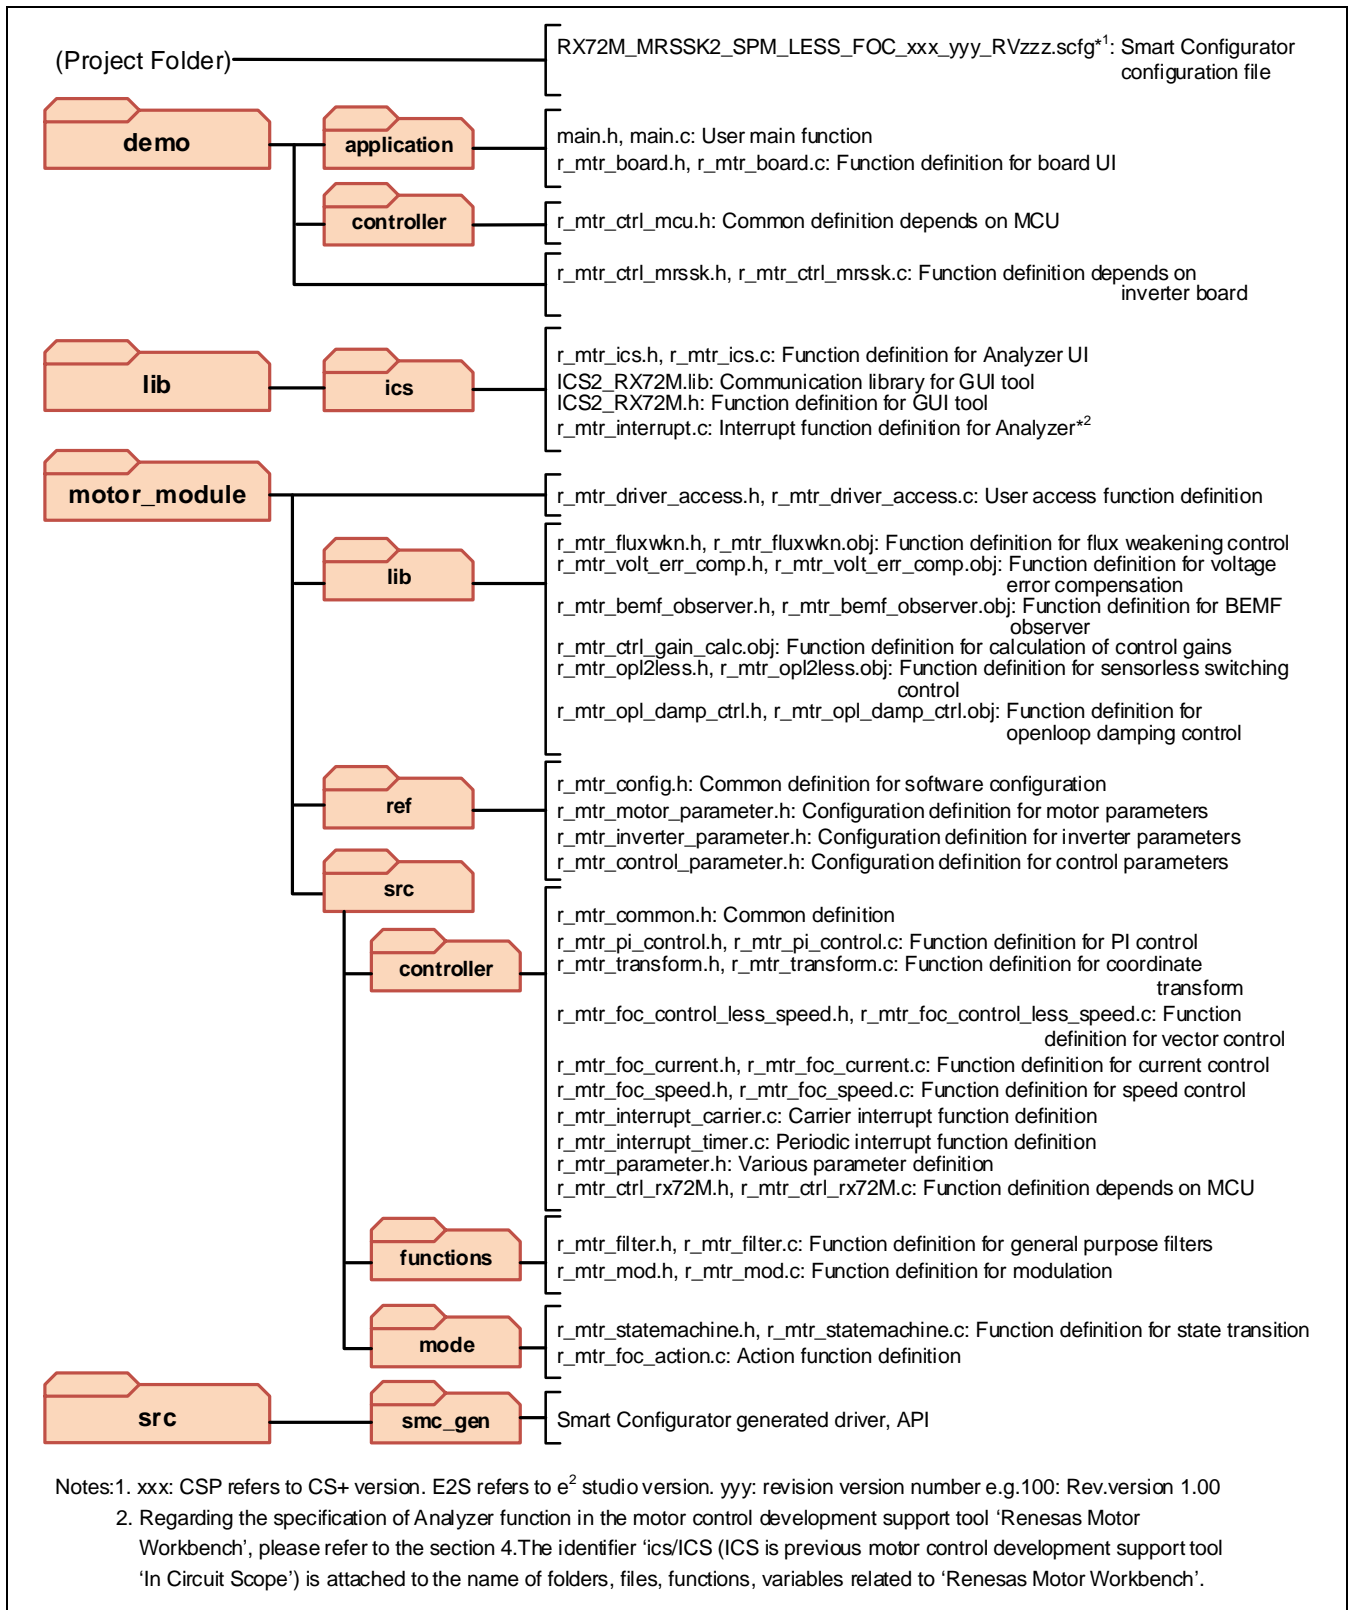 (Project Folder)
RX72M_MRSSK2_SPM_LESS_FOC_xxx_yyy_RVzzz.scfg*1: Smart Configurator
configuration file
demo
application
main.h, main.c: User main function
r_mtr_board.h, r_mtr_board.c: Function definition for board UI
controller
r_mtr_ctrl_mcu.h: Common definition depends on MCU
r_mtr_ctrl_mrssk.h, r_mtr_ctrl_mrssk.c: Function definition depends on
inverter board
lib
ics
r_mtr_ics.h, r_mtr_ics.c: Function definition for Analyzer UI
ICS2_RX72M.lib: Communication library for GUI tool
ICS2_RX72M.h: Function definition for GUI tool
r_mtr_interrupt.c: Interrupt function definition for Analyzer*2
motor_module
r_mtr_driver_access.h, r_mtr_driver_access.c: User access function definition
lib
r_mtr_fluxwkn.h, r_mtr_fluxwkn.obj: Function definition for flux weakening control
r_mtr_volt_err_comp.h, r_mtr_volt_err_comp.obj: Function definition for voltage
error compensation
r_mtr_bemf_observer.h, r_mtr_bemf_observer.obj: Function definition for BEMF
observer
r_mtr_ctrl_gain_calc.obj: Function definition for calculation of control gains
r_mtr_opl2less.h, r_mtr_opl2less.obj: Function definition for sensorless switching
control
r_mtr_opl_damp_ctrl.h, r_mtr_opl_damp_ctrl.obj: Function definition for
openloop damping control
ref
r_mtr_config.h: Common definition for software configuration
r_mtr_motor_parameter.h: Configuration definition for motor parameters
r_mtr_inverter_parameter.h: Configuration definition for inverter parameters
r_mtr_control_parameter.h: Configuration definition for control parameters
src
controller
r_mtr_common.h: Common definition
r_mtr_pi_control.h, r_mtr_pi_control.c: Function definition for PI control
r_mtr_transform.h, r_mtr_transform.c: Function definition for coordinate
transform
r_mtr_foc_control_less_speed.h, r_mtr_foc_control_less_speed.c: Function
definition for vector control
r_mtr_foc_current.h, r_mtr_foc_current.c: Function definition for current control
r_mtr_foc_speed.h, r_mtr_foc_speed.c: Function definition for speed control
r_mtr_interrupt_carrier.c: Carrier interrupt function definition
r_mtr_interrupt_timer.c: Periodic interrupt function definition
r_mtr_parameter.h: Various parameter definition
r_mtr_ctrl_rx72M.h, r_mtr_ctrl_rx72M.c: Function definition depends on MCU
functions
r_mtr_filter.h, r_mtr_filter.c: Function definition for general purpose filters
r_mtr_mod.h, r_mtr_mod.c: Function definition for modulation
mode
r_mtr_statemachine.h, r_mtr_statemachine.c: Function definition for state transition
r_mtr_foc_action.c: Action function definition
src
smc_gen
Smart Configurator generated driver, API
Notes:1. xxx: CSP refers to CS+ version. E2S refers to e2 studio version. yyy: revision version number e.g.100: Rev.version 1.00
2. Regarding the specification of Analyzer function in the motor control development support tool ‘Renesas Motor
Workbench’, please refer to the section 4.The identifier ‘ics/ICS (ICS is previous motor control development support tool
‘In Circuit Scope’) is attached to the name of folders, files, functions, variables related to ‘Renesas Motor Workbench’.